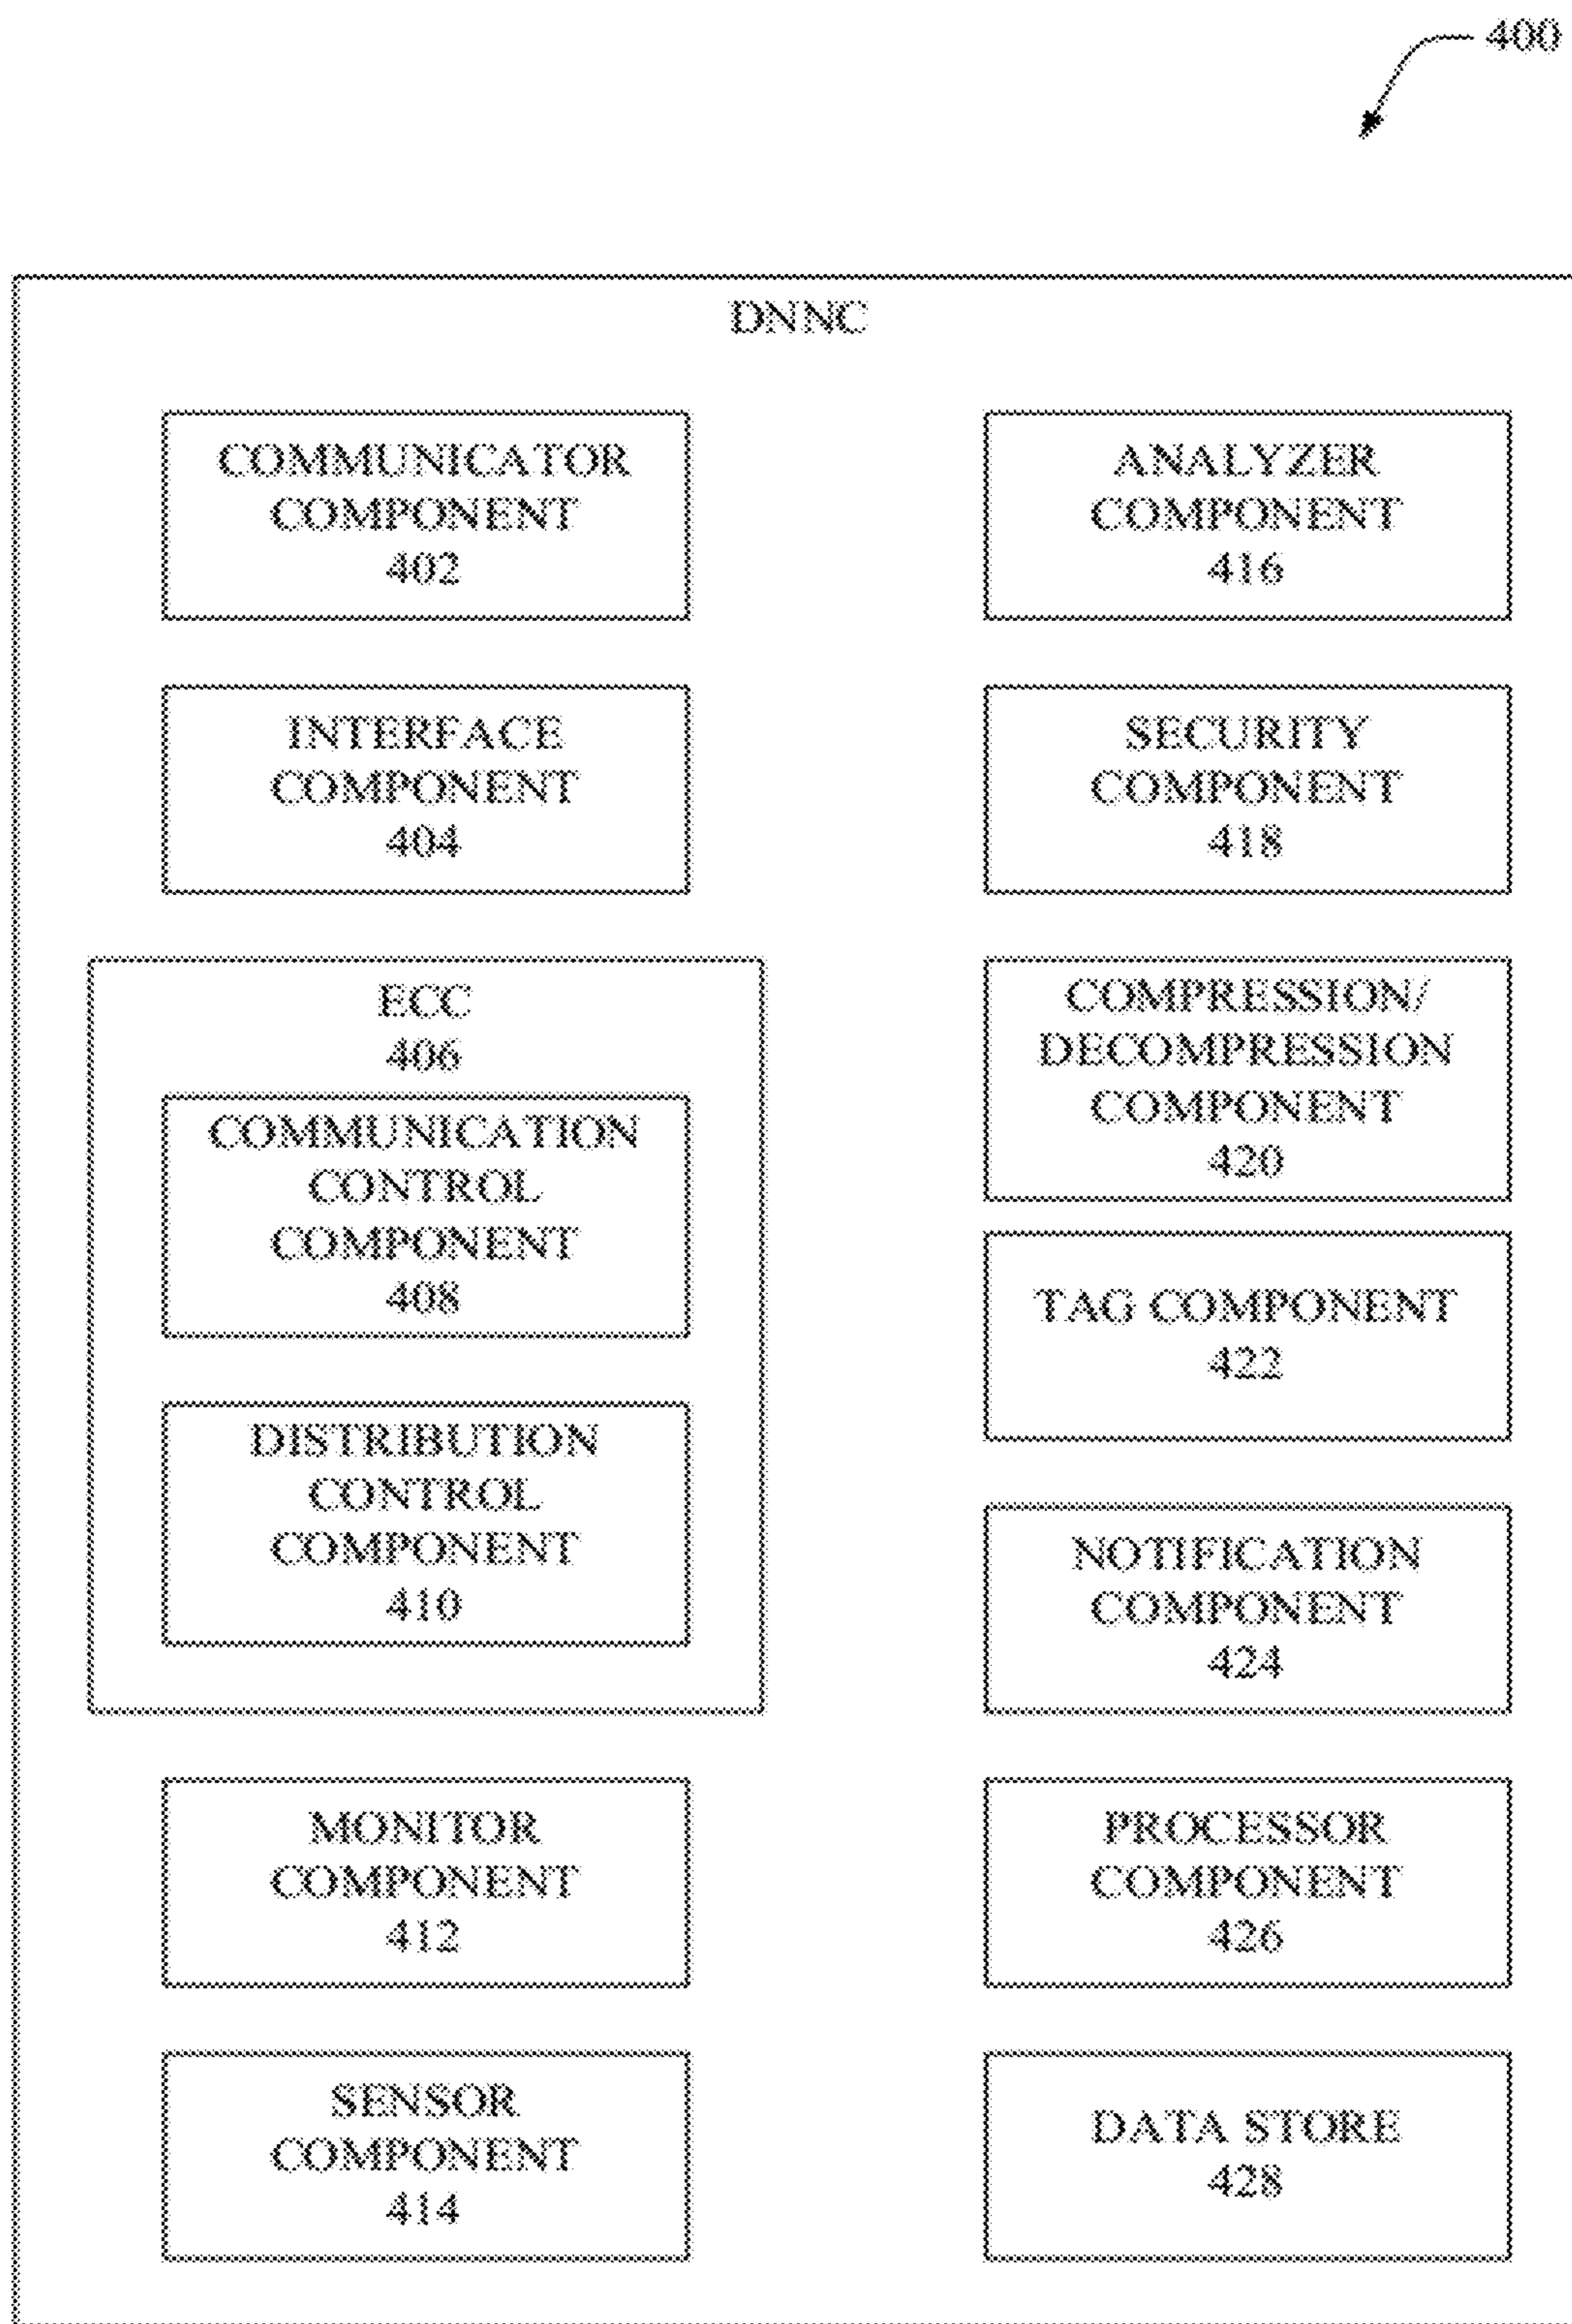 400
DNNC
COMMUNICATOR
COMPONENT
402
INTERFACE
COMPONENT
404
ECC
406
COMMUNICATION
CONTROL
COMPONENT
408
DISTRIBUTION
CONTROL
COMPONENT
410
MONITOR
COMPONENT
412
SENSOR
COMPONENT
414
ANALYZER
COMPONENT
416
SECURITY
COMPONENT
418
COMPRESSION/
DECOMPRESSION
COMPONENT
420
TAG COMPONENT
422
NOTIFICATION
COMPONENT
424
PROCESSOR
COMPONENT
426
DATA STORE
428